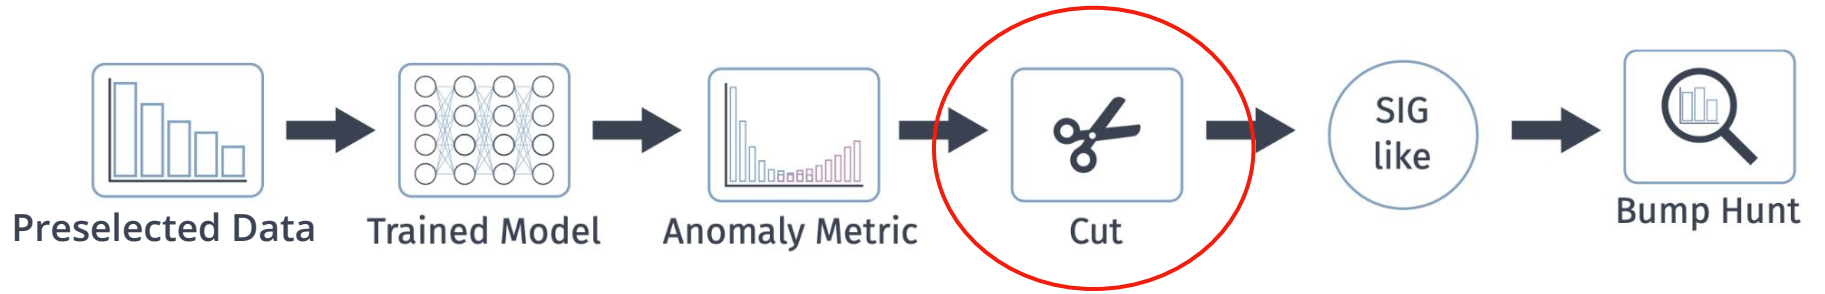 Preselected Data
Trained Model
Anomaly Metric
Cut
SIG
like
Bump Hunt